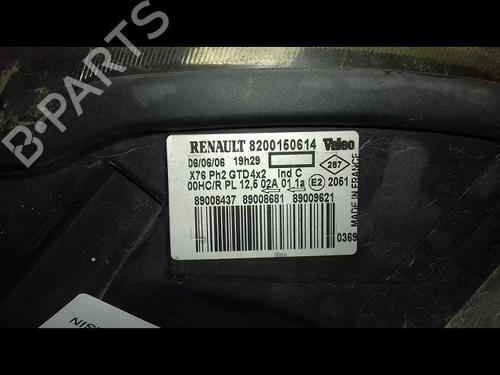 B-PARTS
RENAULT 8200150614 Valeo
06/06/06 19h29
X76 Ph2 GTD4x2 Ind C
287
00HC/R PL 12,5 02A 01 1a E2 2051
89008437 89008681 89009621
0369
MADE IN FRANCE